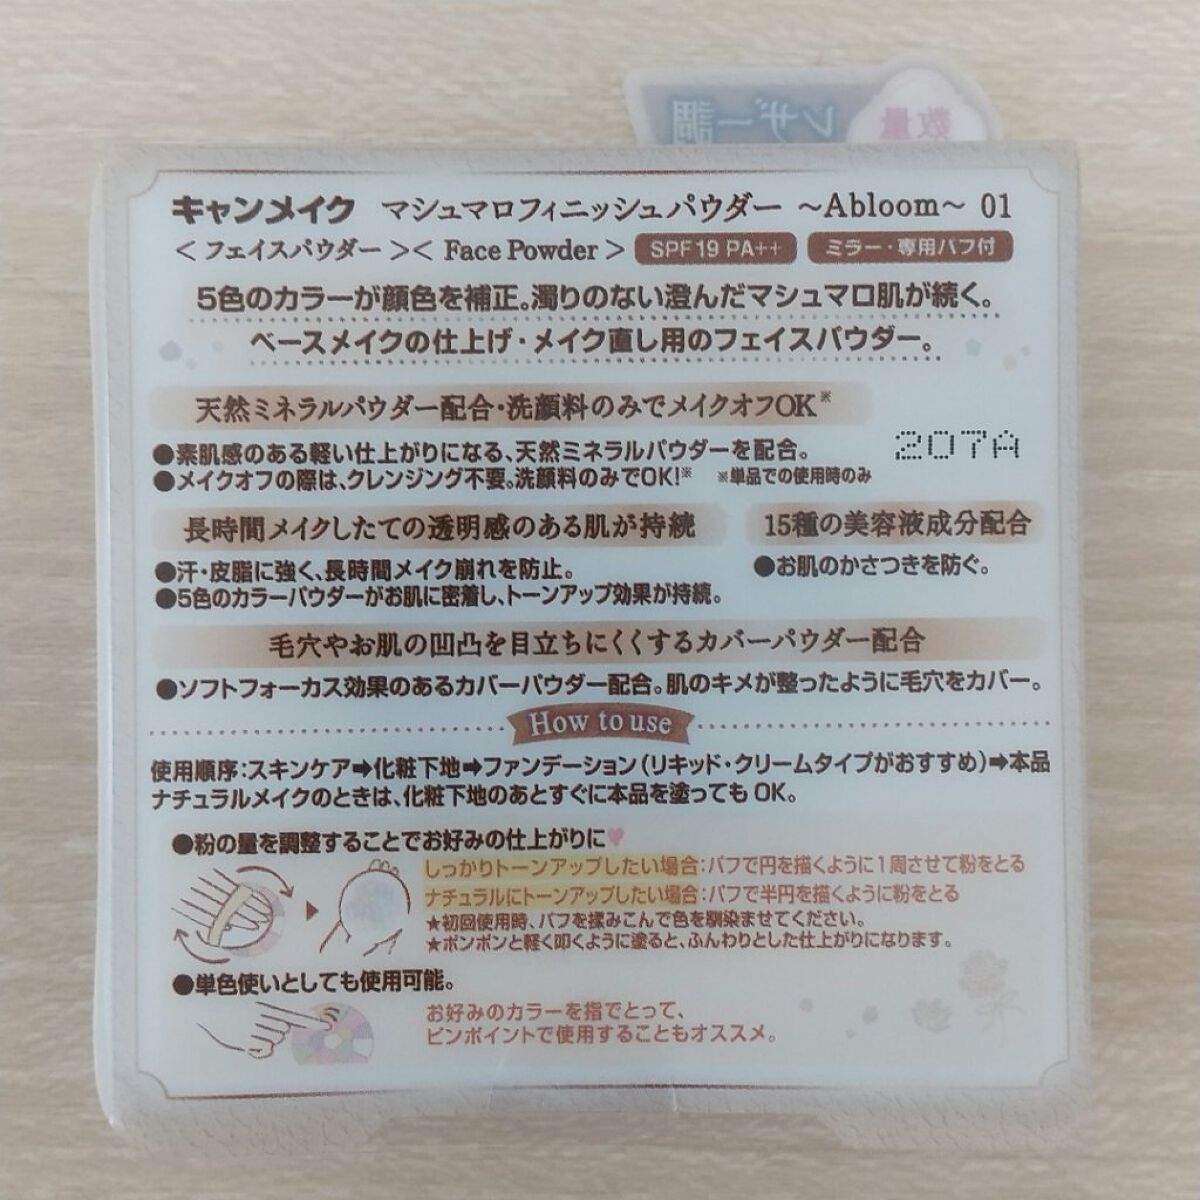 数量
レザー調
キャンメイク マシュマロフィニッシュパウダー ～Abloom～ 01
＜フェイスパウダー＞＜ Face Powder ＞ SPF19 PA++ ミラー・専用パフ付
5色のカラーが顔色を補正。濁りのない澄んだマシュマロ肌が続く。
ベースメイクの仕上げ・メイク直し用のフェイスパウダー。
天然ミネラルパウダー配合・洗顔料のみでメイクオフOK※
207A
●素肌感のある軽い仕上がりになる、天然ミネラルパウダーを配合。
●メイクオフの際は、クレンジング不要。洗顔料のみでOK!※ ※単品での使用時のみ
長時間メイクしたての透明感のある肌が持続
●汗・皮脂に強く、長時間メイク崩れを防止。
●5色のカラーパウダーがお肌に密着し、トーンアップ効果が持続。
15種の美容液成分配合
●お肌のかさつきを防ぐ。
毛穴やお肌の凹凸を目立ちにくくするカバーパウダー配合
●ソフトフォーカス効果のあるカバーパウダー配合。肌のキメが整ったように毛穴をカバー。
How to use
使用順序：スキンケア➡化粧下地➡ファンデーション（リキッド・クリームタイプがおすすめ）➡本品
ナチュラルメイクのときは、化粧下地のあとすぐに本品を塗ってもOK。
●粉の量を調整することでお好みの仕上がりに♥
しっかりトーンアップしたい場合：パフで円を描くように1周させて粉をとる
ナチュラルにトーンアップしたい場合：パフで半円を描くように粉をとる
★初回使用時、パフを揉みこんで色を馴染ませてください。
★ポンポンと軽く叩くように塗ると、ふんわりとした仕上がりになります。
●単色使いとしても使用可能。
お好みのカラーを指でとって、
ピンポイントで使用することもオススメ。